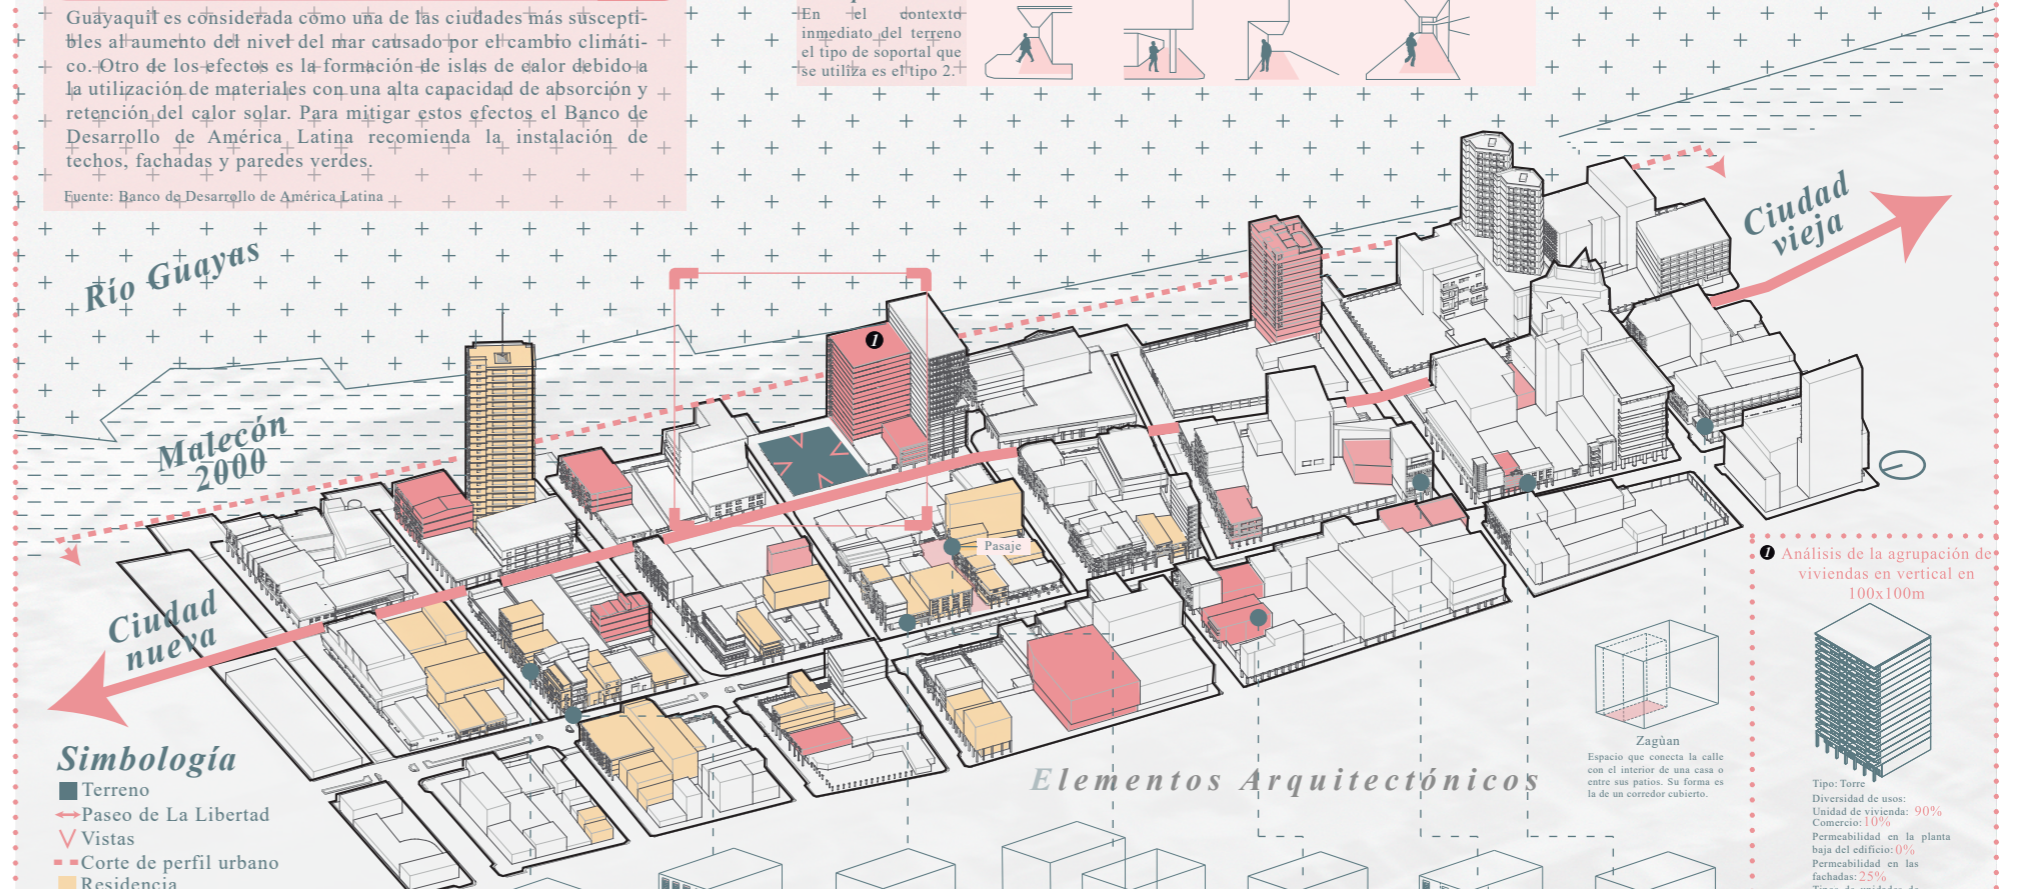 Guayaquil es considerada como una de las ciudades más suscepti-
bles al aumento del nivel del mar causado por el cambio climáti-
co. Otro de los efectos es la formación de islas de calor debido a
la utilización de materiales con una alta capacidad de absorción y
retención del calor solar. Para mitigar estos efectos el Banco de
Desarrollo de América Latina recomienda la instalación de
techos, fachadas y paredes verdes.
Fuente: Banco de Desarrollo de América Latina
En el contexto
inmediato del terreno
el tipo de soportal que
se utiliza es el tipo 2.
Río Guayas
Malecón
2000
Ciudad
vieja
Ciudad
nueva
1
Pasaje
Simbología
Terreno
Paseo de La Libertad
Vistas
Corte de perfil urbano
Residencia
Elementos Arquitectónicos
Zagùan
Espacio que conecta la calle
con el interior de una casa o
entre sus patios. Su forma es
la de un corredor cubierto.
1 Análisis de la agrupación de
viviendas en vertical en
100x100m
Tipo: Torre
Diversidad de usos:
Unidad de vivienda: 90%
Comercio: 10%
Permeabilidad en la planta
baja del edificio: 0%
Permeabilidad en las
fachadas: 25%